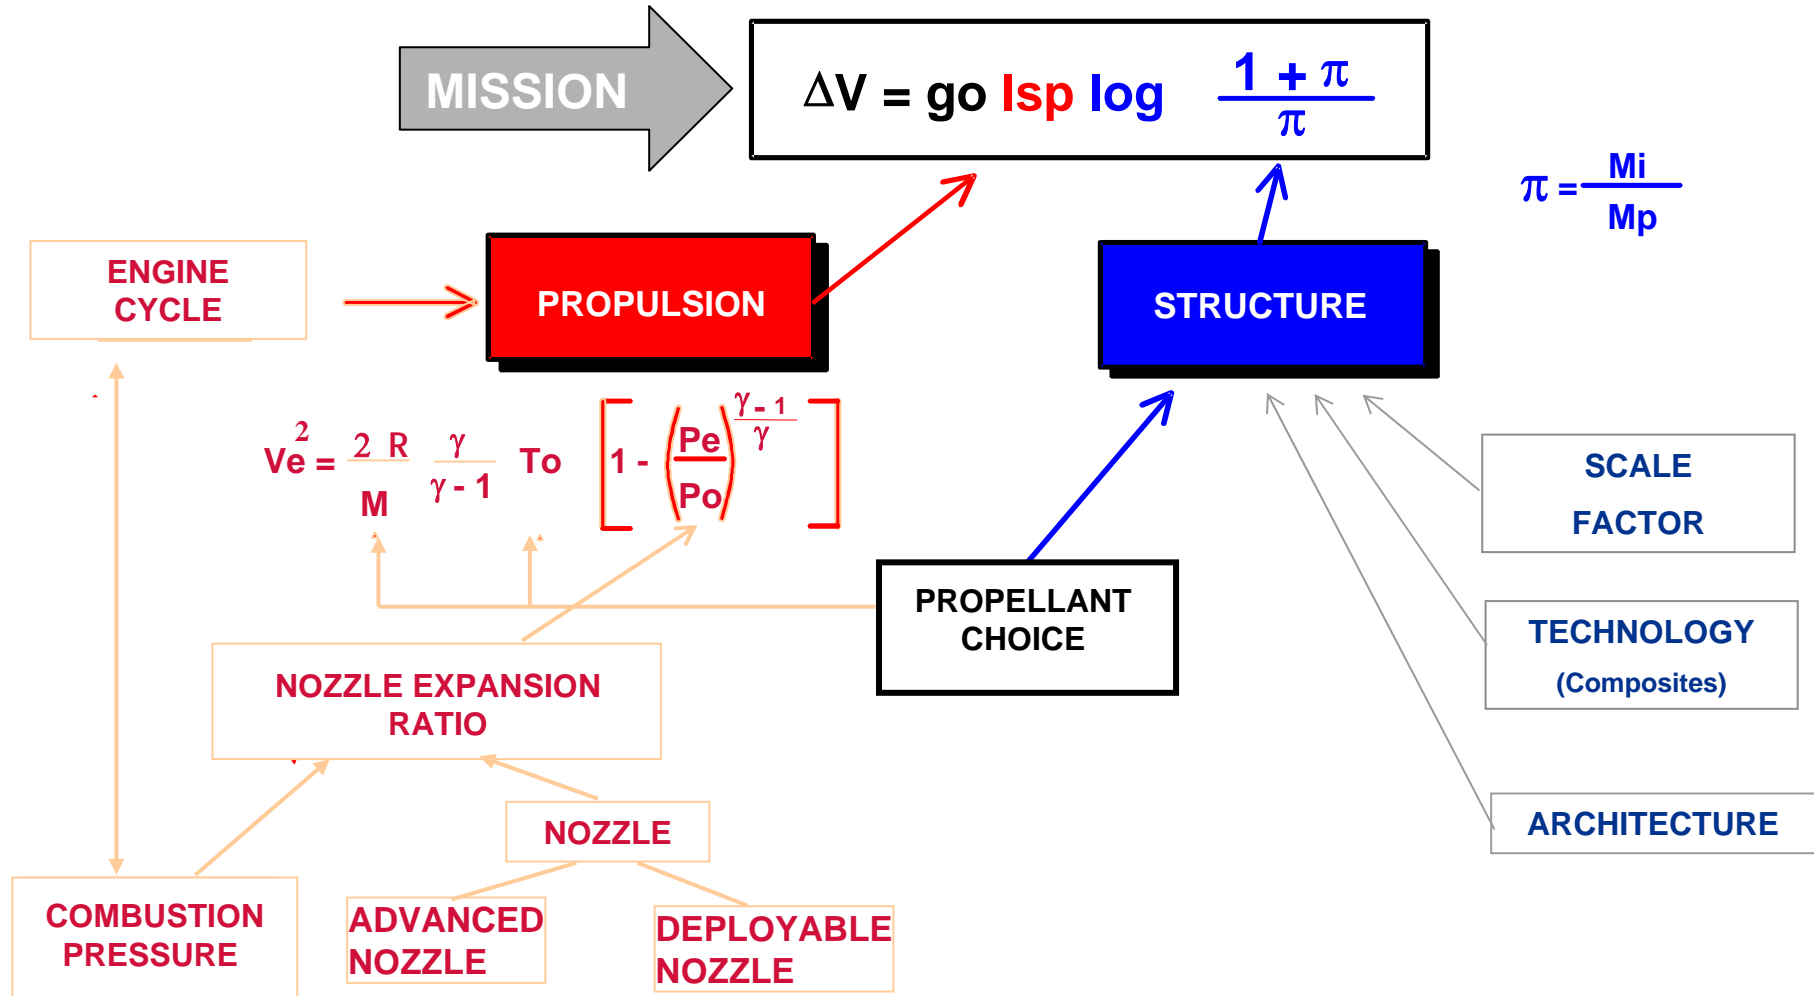 MISSION
ΔV = go Isp log 1 + π / π
π = Mi / Mp
ENGINE
CYCLE
PROPULSION
STRUCTURE
Ve² = 2 R / M γ / γ - 1 To [1 - (Pe / Po) γ - 1 / γ]
SCALE
FACTOR
PROPELLANT
CHOICE
TECHNOLOGY
(Composites)
NOZZLE EXPANSION
RATIO
NOZZLE
ARCHITECTURE
COMBUSTION
PRESSURE
ADVANCED
NOZZLE
DEPLOYABLE
NOZZLE